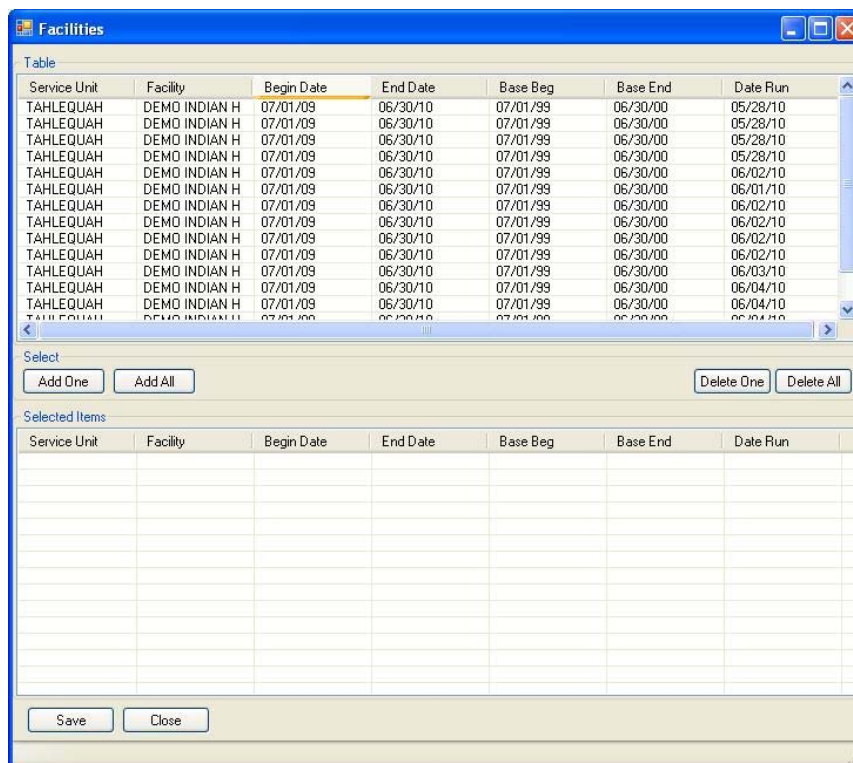 Facilities
Table
Service Unit Facility Begin Date End Date Base Beg Base End Date Run
TAHLEQUAH DEMO INDIAN H 07/01/09 06/30/10 07/01/99 06/30/00 05/28/10
TAHLEQUAH DEMO INDIAN H 07/01/09 06/30/10 07/01/99 06/30/00 05/28/10
TAHLEQUAH DEMO INDIAN H 07/01/09 06/30/10 07/01/99 06/30/00 05/28/10
TAHLEQUAH DEMO INDIAN H 07/01/09 06/30/10 07/01/99 06/30/00 05/28/10
TAHLEQUAH DEMO INDIAN H 07/01/09 06/30/10 07/01/99 06/30/00 06/02/10
TAHLEQUAH DEMO INDIAN H 07/01/09 06/30/10 07/01/99 06/30/00 06/01/10
TAHLEQUAH DEMO INDIAN H 07/01/09 06/30/10 07/01/99 06/30/00 06/02/10
TAHLEQUAH DEMO INDIAN H 07/01/09 06/30/10 07/01/99 06/30/00 06/02/10
TAHLEQUAH DEMO INDIAN H 07/01/09 06/30/10 07/01/99 06/30/00 06/02/10
TAHLEQUAH DEMO INDIAN H 07/01/09 06/30/10 07/01/99 06/30/00 06/02/10
TAHLEQUAH DEMO INDIAN H 07/01/09 06/30/10 07/01/99 06/30/00 06/03/10
TAHLEQUAH DEMO INDIAN H 07/01/09 06/30/10 07/01/99 06/30/00 06/04/10
TAHLEQUAH DEMO INDIAN H 07/01/09 06/30/10 07/01/99 06/30/00 06/04/10
Select
Add One Add All Delete One Delete All
Selected Items
Service Unit Facility Begin Date End Date Base Beg Base End Date Run
Save Close